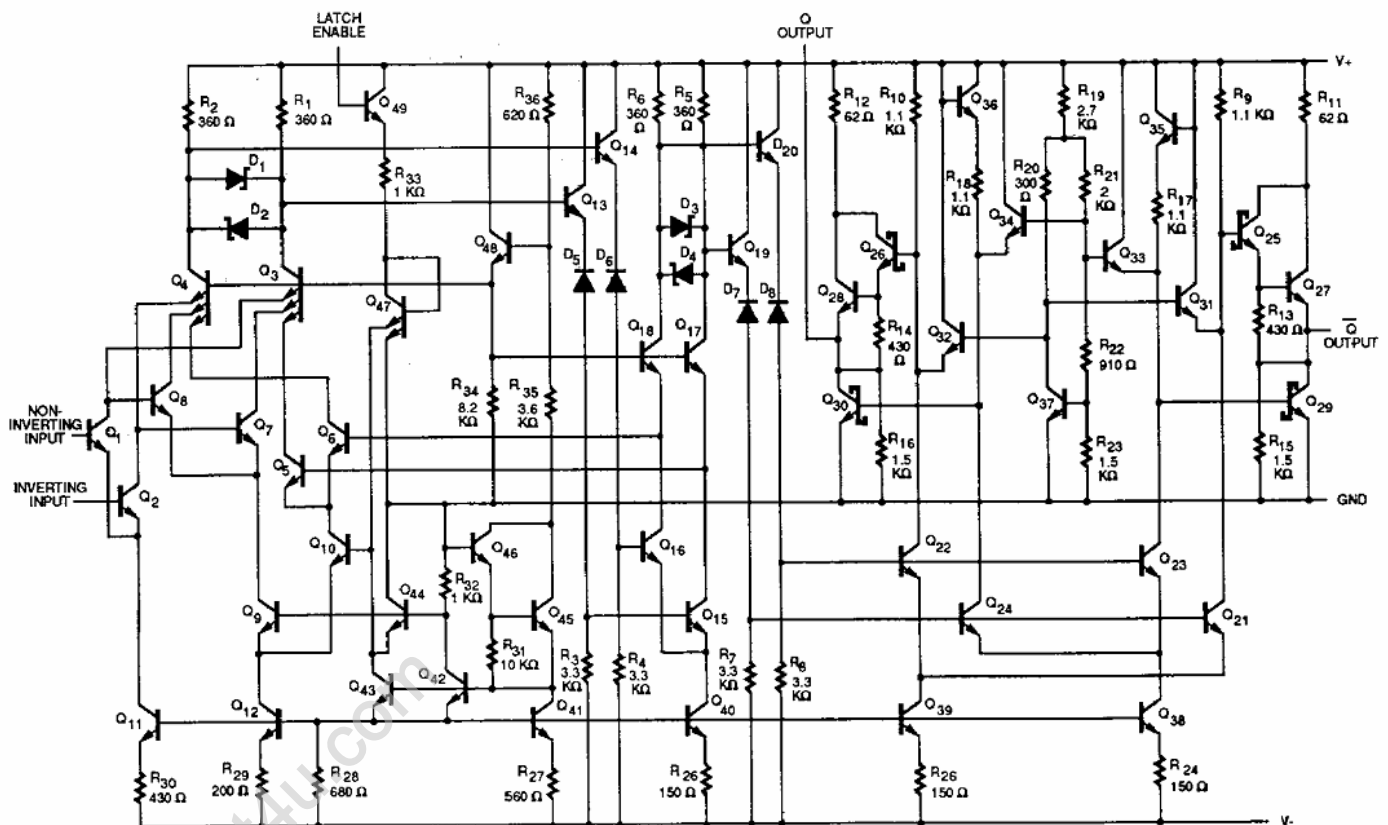 LATCH
ENABLE
Q
OUTPUT
V+
R2
360 Ω
R1
360 Ω
Q49
R36
620 Ω
R6
360
Ω
R5
360
Ω
R12
62Ω
R10
1.1
KΩ
Q36
R19
2.7
KΩ
Q35
R9
1.1 KΩ
R11
62 Ω
Q14
D20
D1
R33
1 KΩ
R18
1.1
KΩ
R20
300
Ω
R21
2
KΩ
R17
1.1
KΩ
Q13
Q34
D2
D3
Q48
D5
D6
D4
Q19
Q26
Q33
Q25
Q4
Q3
Q47
D7
D8
Q28
Q31
Q27
Q18
Q17
R14
430
Ω
Q32
R13
430 Ω
Q
OUTPUT
R22
910 Ω
R34
8.2
KΩ
R35
3.6
KΩ
Q30
Q37
Q29
NON-
INVERTING
INPUT
Q1
Q8
Q7
Q6
R16
1.5
KΩ
R23
1.5
KΩ
R15
1.5
KΩ
Q5
INVERTING
INPUT
Q2
GND
Q10
Q46
Q16
Q22
Q23
R32
1 KΩ
Q9
Q44
Q45
Q15
Q24
Q21
R31
10 KΩ
R3
3.3
KΩ
R4
3.3
KΩ
R7
3.3
KΩ
R8
3.3
KΩ
Q43
Q42
Q11
Q12
Q41
Q40
Q39
Q38
R30
430 Ω
R29
200 Ω
R28
680 Ω
R27
560 Ω
R26
150 Ω
R26
150 Ω
R24
150 Ω
V-
t4u.com